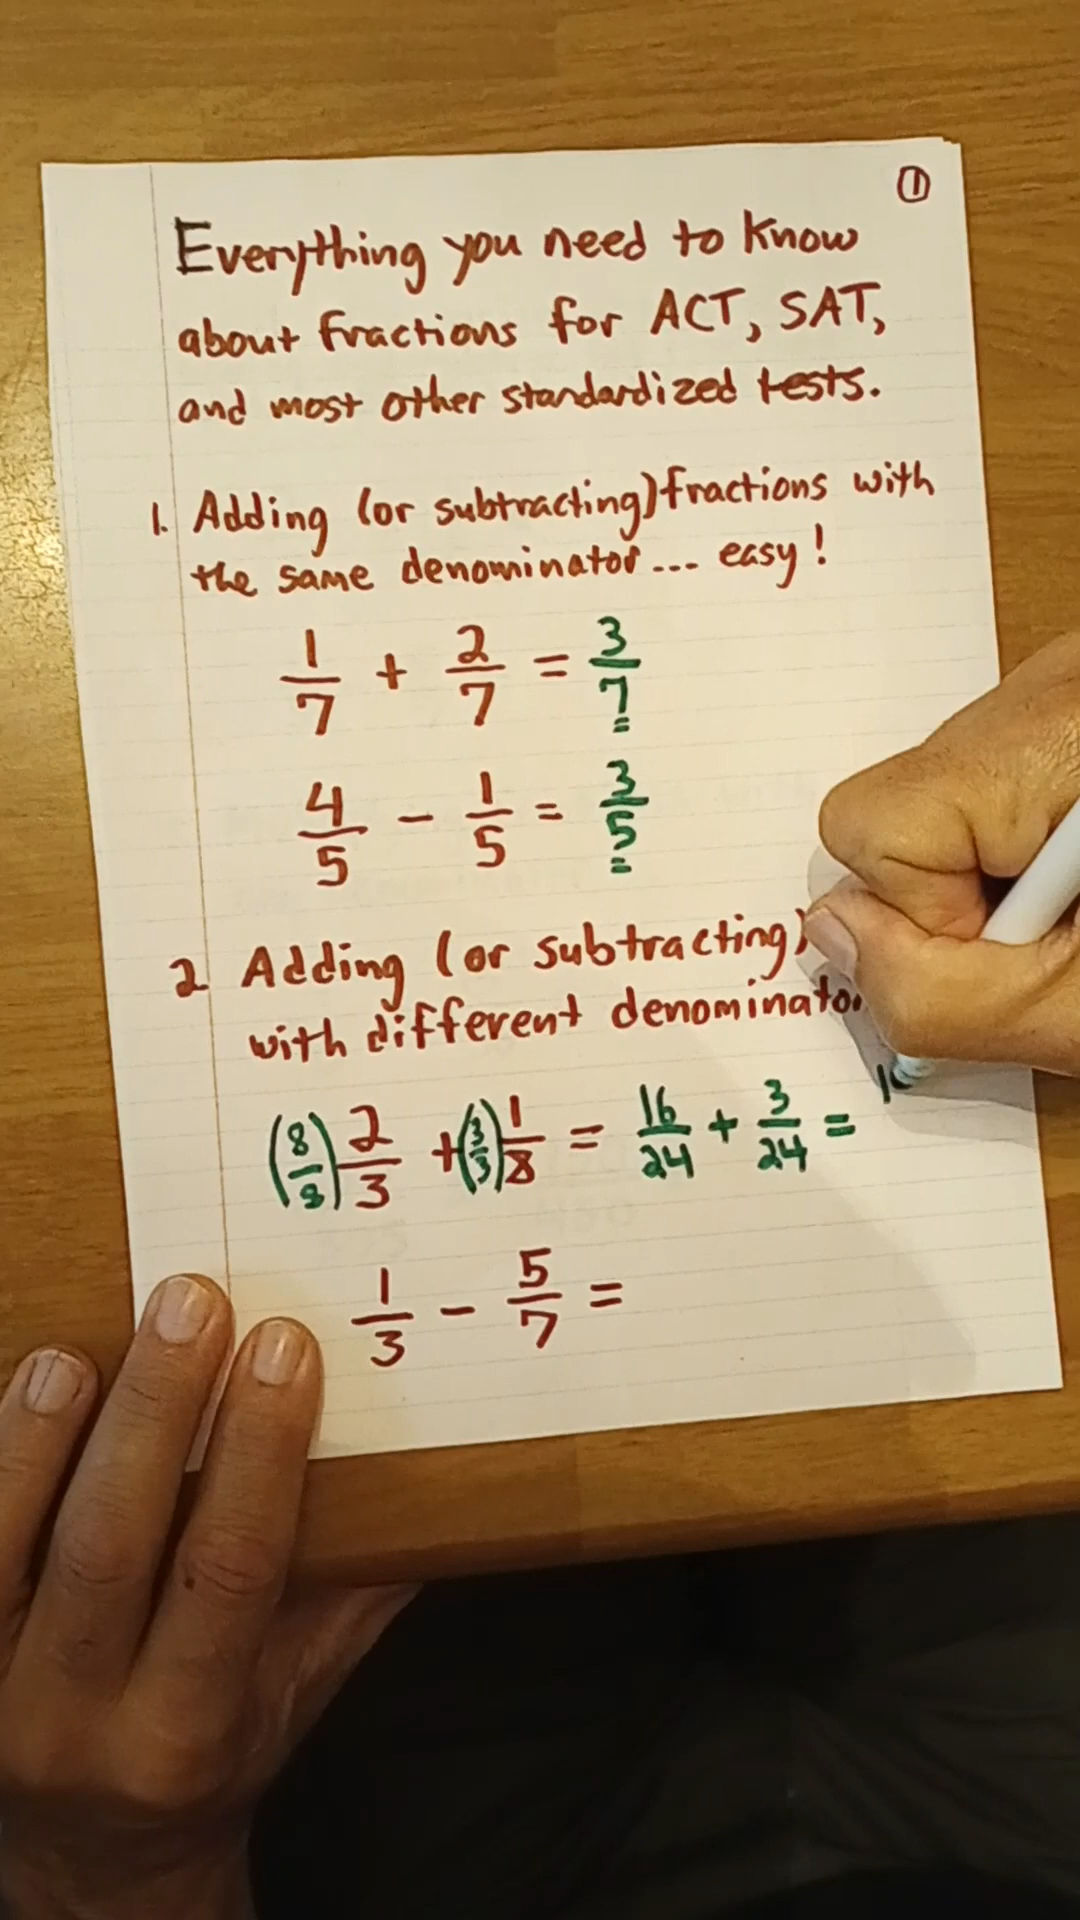 ①
Everything you need to know
about fractions for ACT, SAT,
and most other standardized tests.
1. Adding (or subtracting) fractions with
the same denominator... easy!
1/7 + 2/7 = 3/7
4/5 - 1/5 = 3/5
2 Adding (or subtracting)
with different
(8/8) 2/3 + (3/3) 1/8 = 16/24 + 3/24 =
1/3 - 5/7 =